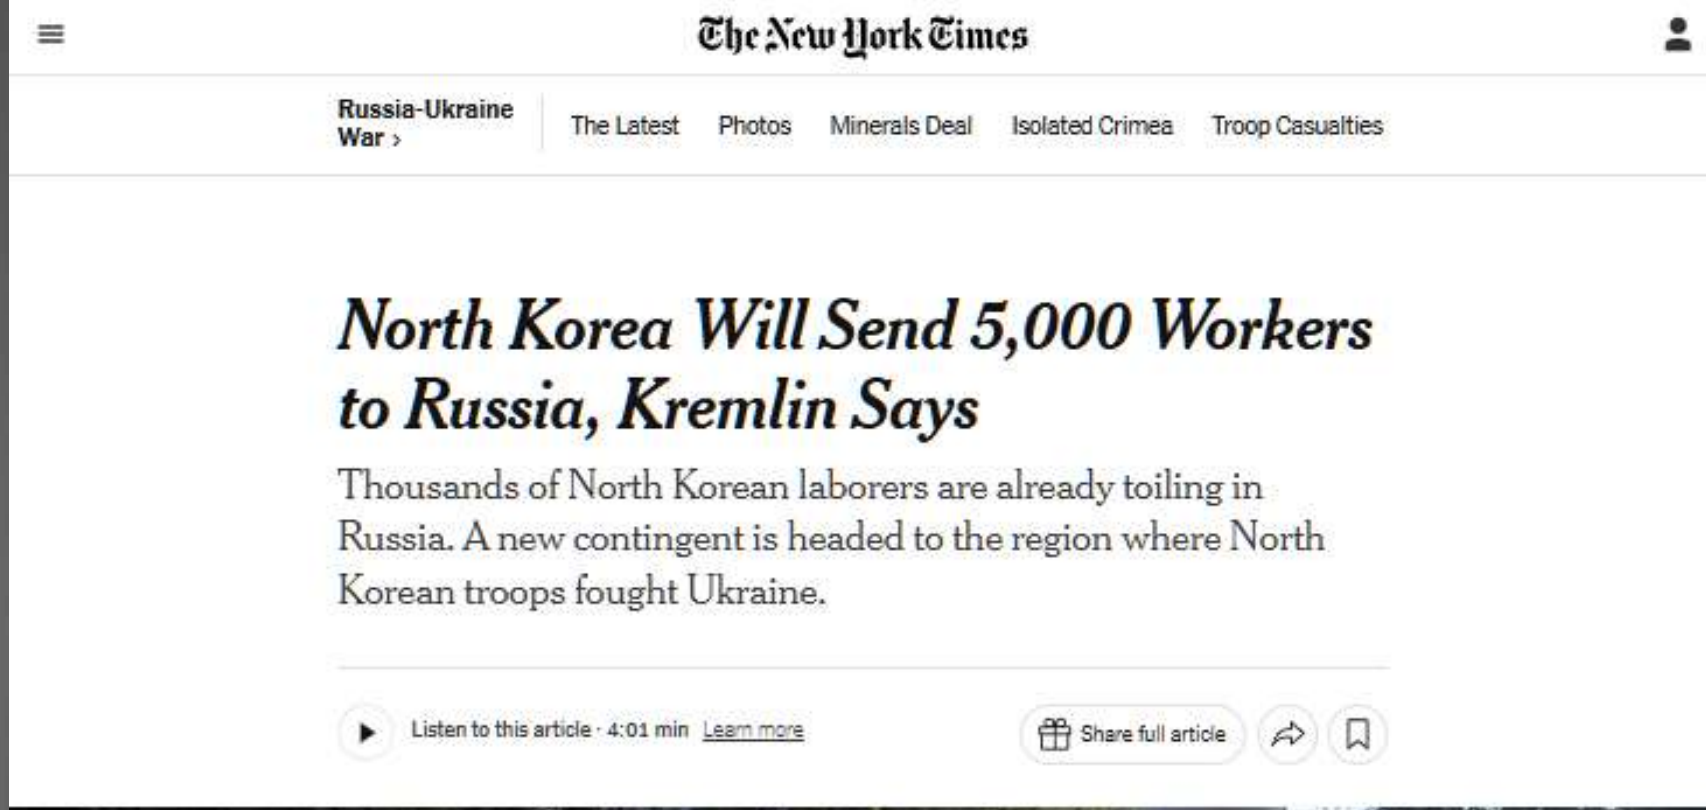 The New York Times
Russia-Ukraine
War ›
The Latest
Photos
Minerals Deal
Isolated Crimea
Troop Casualties
North Korea Will Send 5,000 Workers
to Russia, Kremlin Says
Thousands of North Korean laborers are already toiling in
Russia. A new contingent is headed to the region where North
Korean troops fought Ukraine.
Listen to this article · 4:01 min Learn more
Share full article